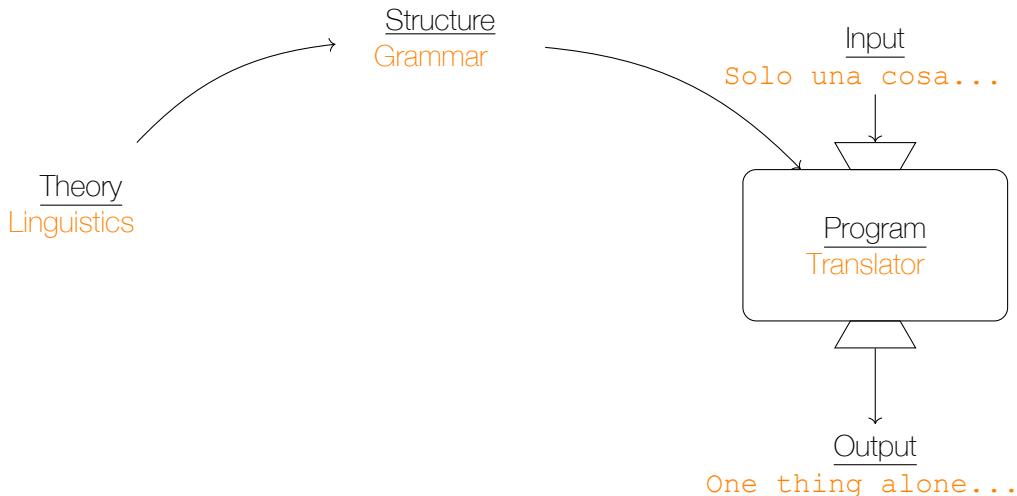 Structure
Grammar
Theory
Linguistics
Input
Solo una cosa...
Program
Translator
Output
One thing alone...